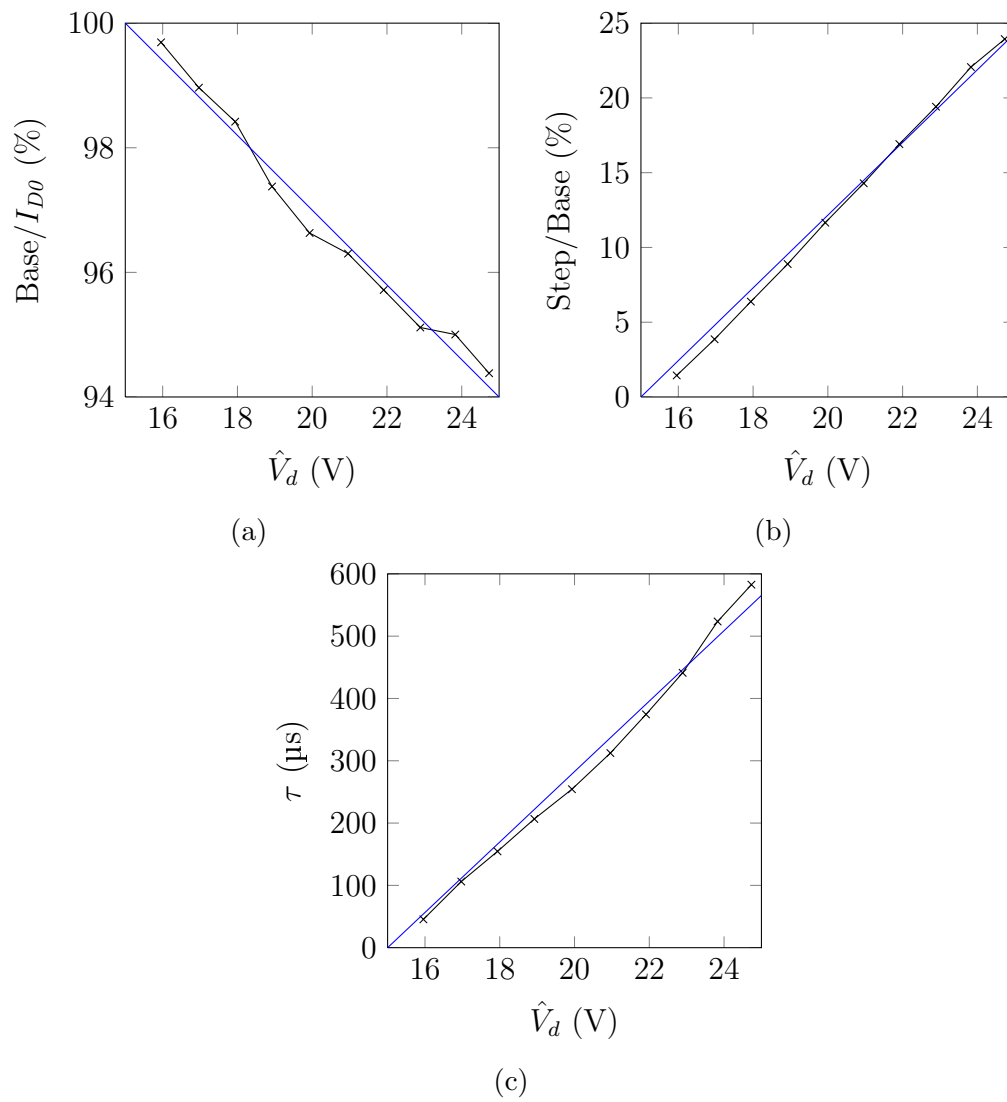 100
98
96
94
Base/I_{D0} (%)
16 18 20 22 24
V̂_d (V)
(a)
25
20
15
10
5
0
Step/Base (%)
16 18 20 22 24
V̂_d (V)
(b)
600
500
400
300
200
100
0
τ (µs)
16 18 20 22 24
V̂_d (V)
(c)